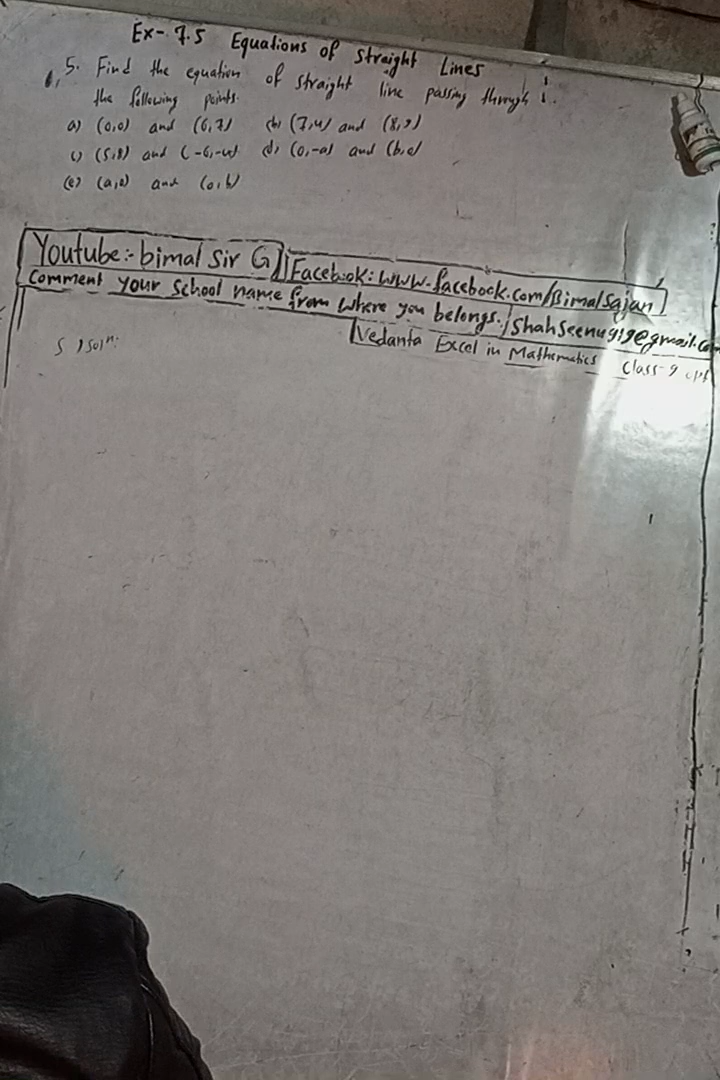 Ex-7.5 Equations of Straight Lines
5. Find the equation of straight line passing through
the following points.
a) (0,0) and (6,7) (b) (7,4) and (8,9)
c) (5,8) and (-6,-4) (d) (0,-a) and (b,0)
(e) (a,0) and (0,b)
Youtube:- bimal Sir G Facebook: www.facebook.com/Bimalsajan
Comment your School name from where you belongs. / Shahseenu919@gmail.com
Vedanta Excel in Mathematics Class-9
5 ) Solⁿ: